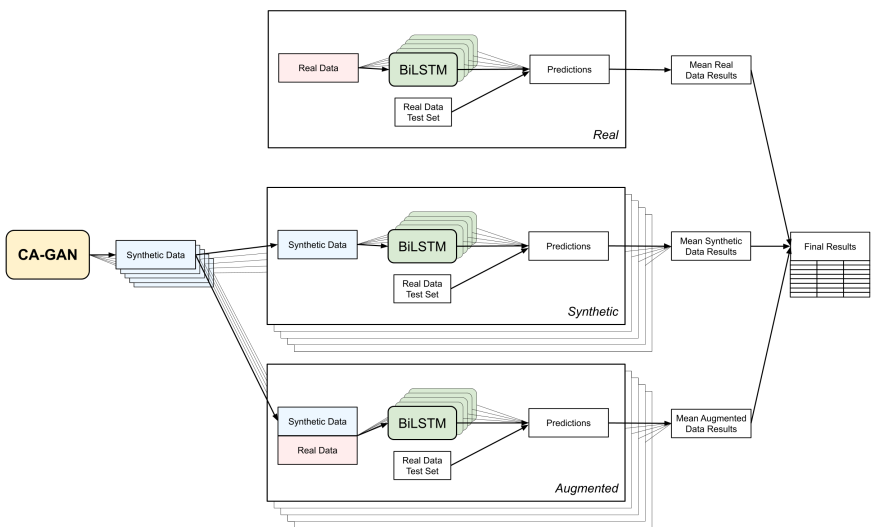 Real Data
BiLSTM
Predictions
Real Data
Test Set
Real
Mean Real
Data Results
CA-GAN
Synthetic Data
Synthetic Data
BiLSTM
Predictions
Real Data
Test Set
Synthetic
Mean Synthetic
Data Results
Final Results
Synthetic Data
Real Data
BiLSTM
Predictions
Real Data
Test Set
Augmented
Mean Augmented
Data Results